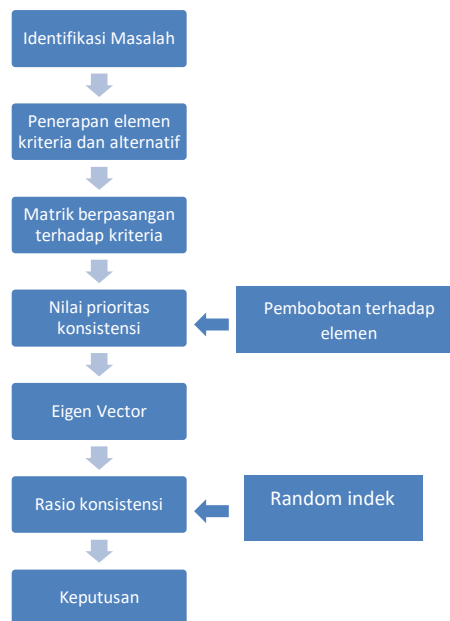 Identifikasi Masalah
Penerapan elemen
kriteria dan alternatif
Matrik berpasangan
terhadap kriteria
Nilai prioritas
konsistensi
Pembobotan terhadap
elemen
Eigen Vector
Rasio konsistensi
Random indek
Keputusan